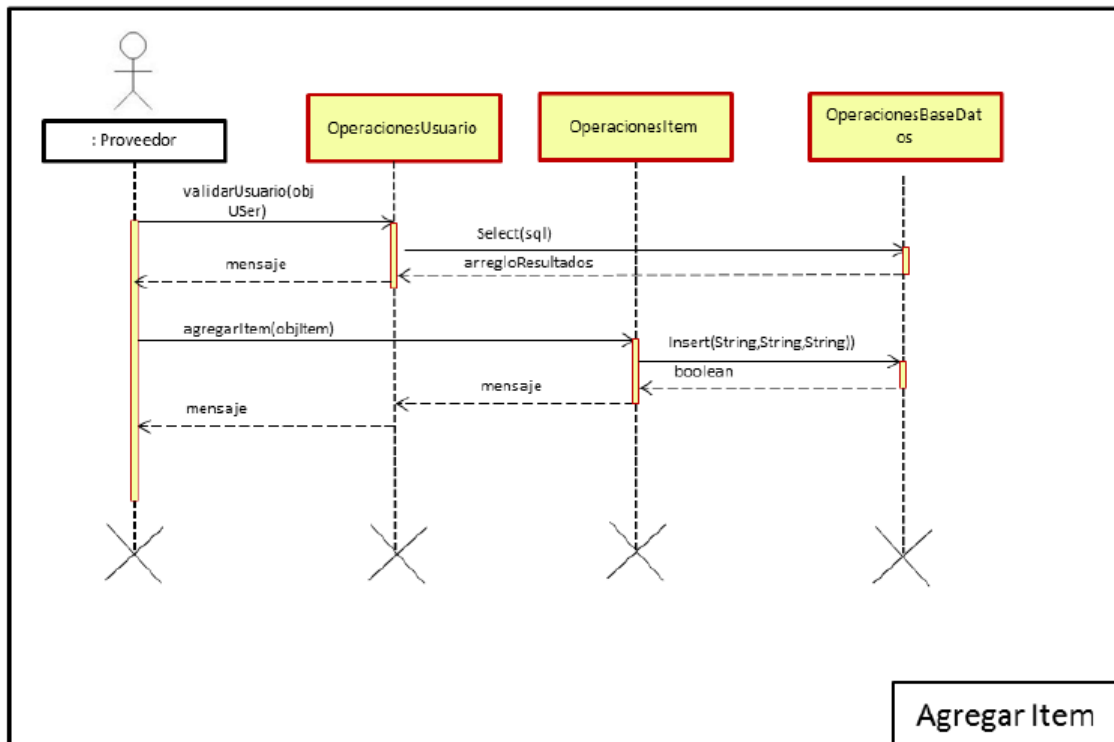 : Proveedor
OperacionesUsuario
OperacionesItem
OperacionesBaseDat
os
validarUsuario(obj
USer)
Select(sql)
arregloResultados
mensaje
agregarItem(objItem)
Insert(String,String,String))
boolean
mensaje
mensaje
Agregar Item